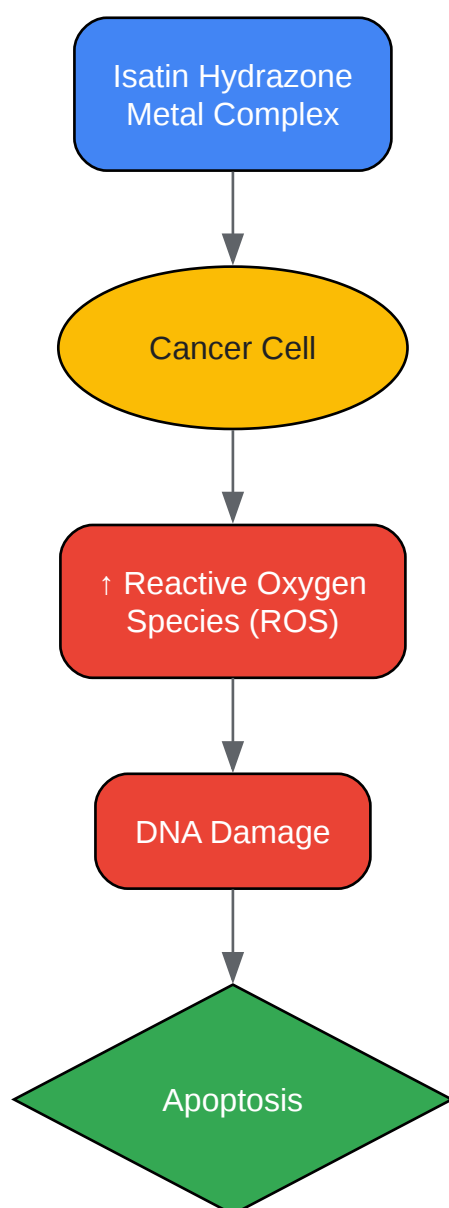 Isatin Hydrazone
Metal Complex
Cancer Cell
↑ Reactive Oxygen
Species (ROS)
DNA Damage
Apoptosis